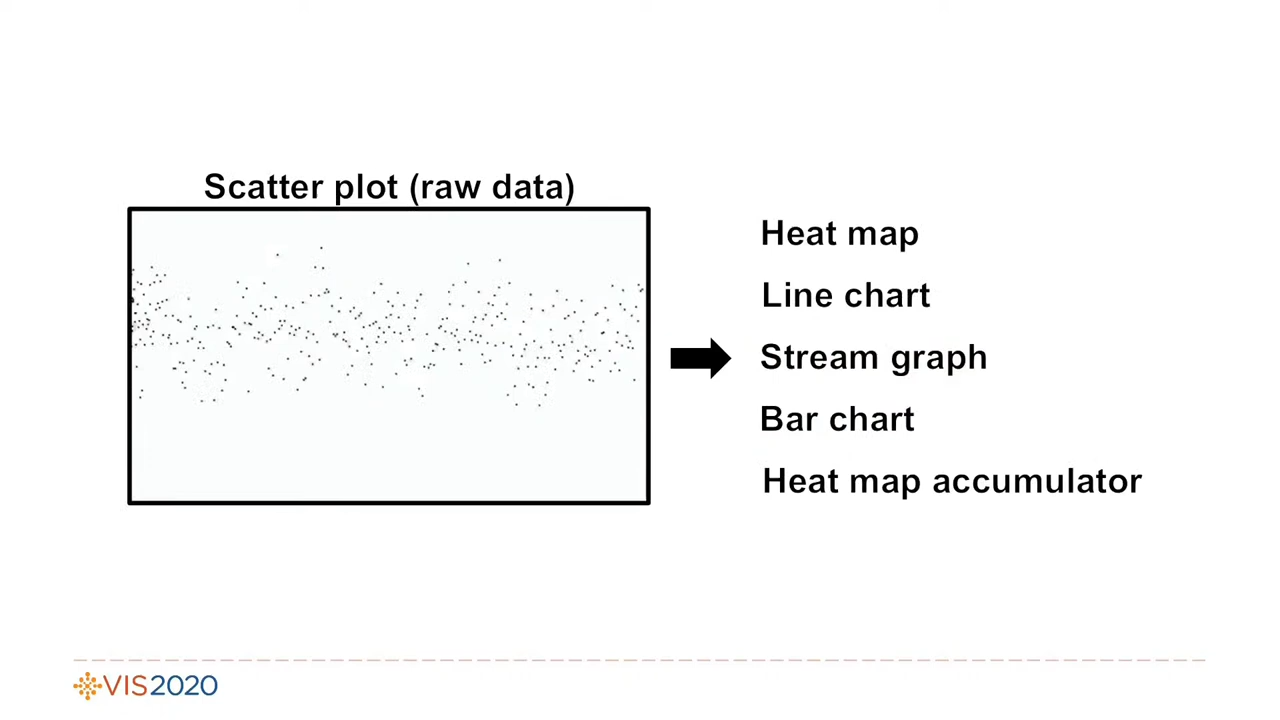 Scatter plot (raw data)
Heat map
Line chart
Stream graph
Bar chart
Heat map accumulator
VIS2020